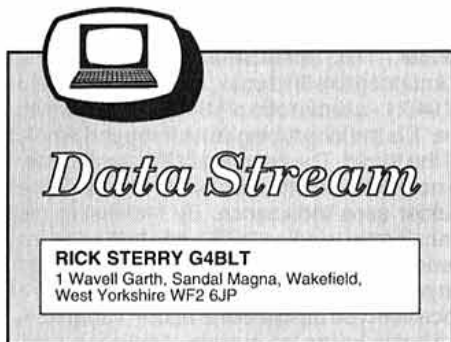 Data Stream
RICK STERRY G4BLT
1 Wavell Garth, Sandal Magna, Wakefield,
West Yorkshire WF2 6JP